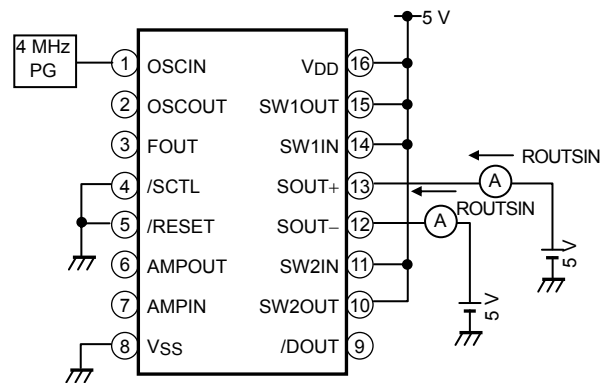 5 V
4 MHz
PG
1 OSCIN VDD 16
2 OSCOUT SW1OUT 15
3 FOUT SW1IN 14
ROUTSIN
4 /SCTL SOUT+ 13 A
ROUTSIN
5 /RESET SOUT− 12 A
5 V
6 AMPOUT SW2IN 11
7 AMPIN SW2OUT 10
5 V
8 VSS /DOUT 9